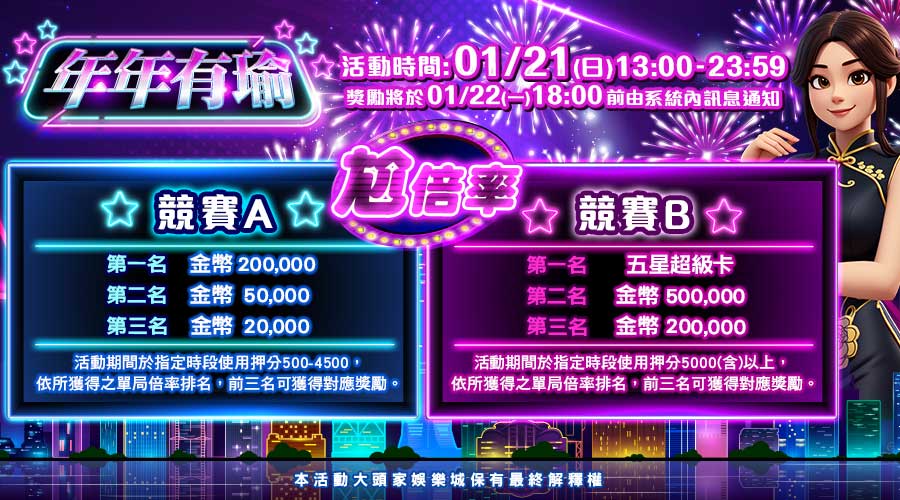 年年有瑜
活動時間: 01/21(日)13:00-23:59
獎勵將於 01/22(一)18:00 前由系統內訊息通知
尬倍率
競賽A
第一名 金幣 200,000
第二名 金幣 50,000
第三名 金幣 20,000
活動期間於指定時段使用押分500-4500，
依所獲得之單局倍率排名，前三名可獲得對應獎勵。
競賽B
第一名 五星超級卡
第二名 金幣 500,000
第三名 金幣 200,000
活動期間於指定時段使用押分5000(含)以上，
依所獲得之單局倍率排名，前三名可獲得對應獎勵。
本活動大頭家娛樂城保有最終解釋權